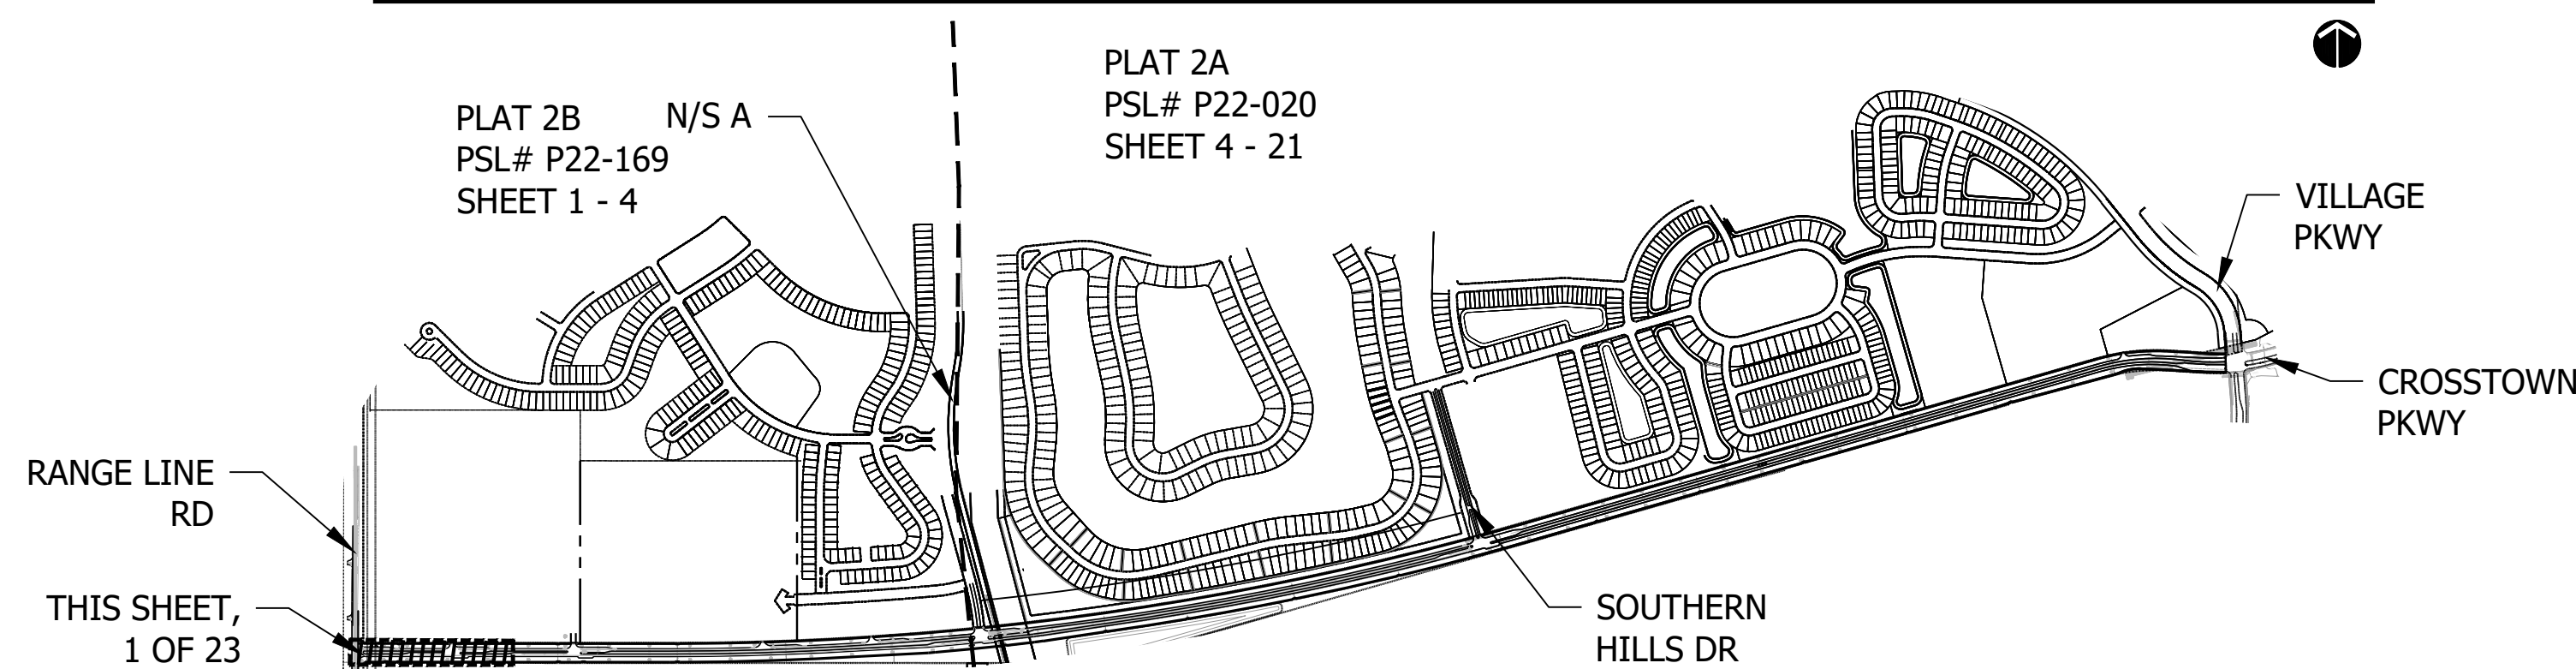 PLAT 2A
PSL# P22-020
SHEET 4 - 21
PLAT 2B
PSL# P22-169
SHEET 1 - 4
N/S A
VILLAGE
PKWY
CROSSTOWN
PKWY
RANGE LINE
RD
THIS SHEET,
1 OF 23
SOUTHERN
HILLS DR